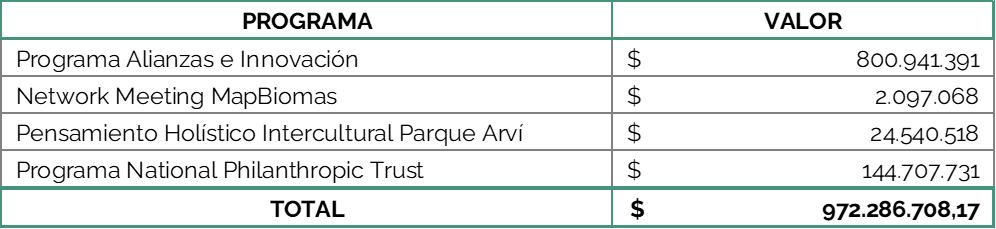 PROGRAMA VALOR
Programa Alianzas e Innovación $ 800.941.391
Network Meeting MapBiomas $ 2.097.068
Pensamiento Holístico Intercultural Parque Arví $ 24.540.518
Programa National Philanthropic Trust $ 144.707.731
TOTAL $ 972.286.708,17